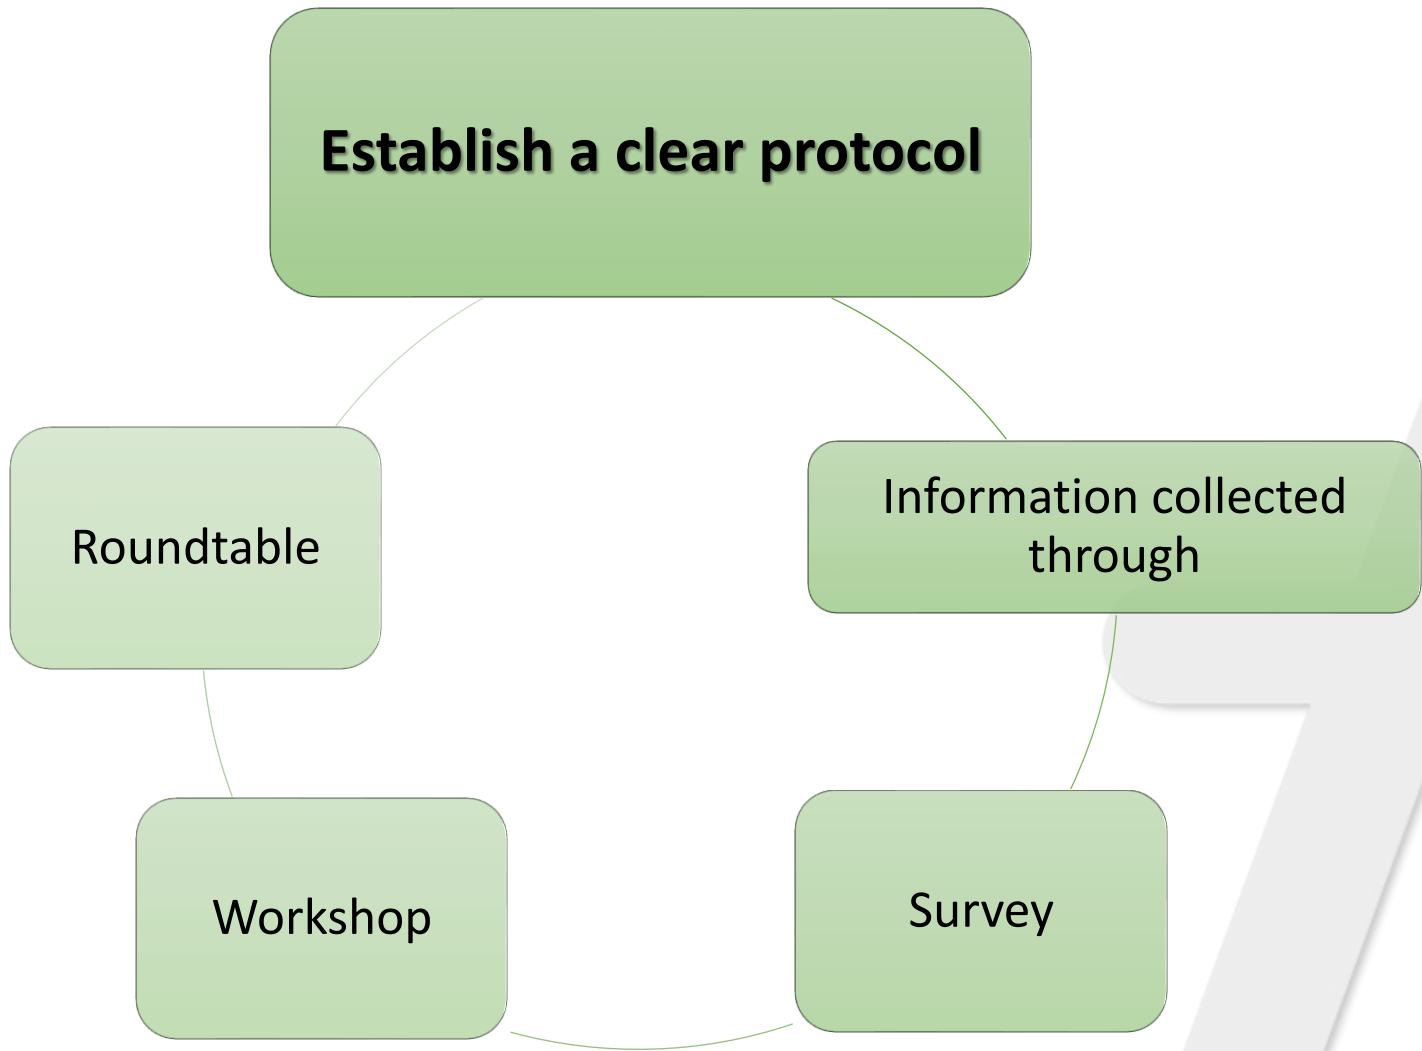 Establish a clear protocol
Information collected
through
Survey
Workshop
Roundtable